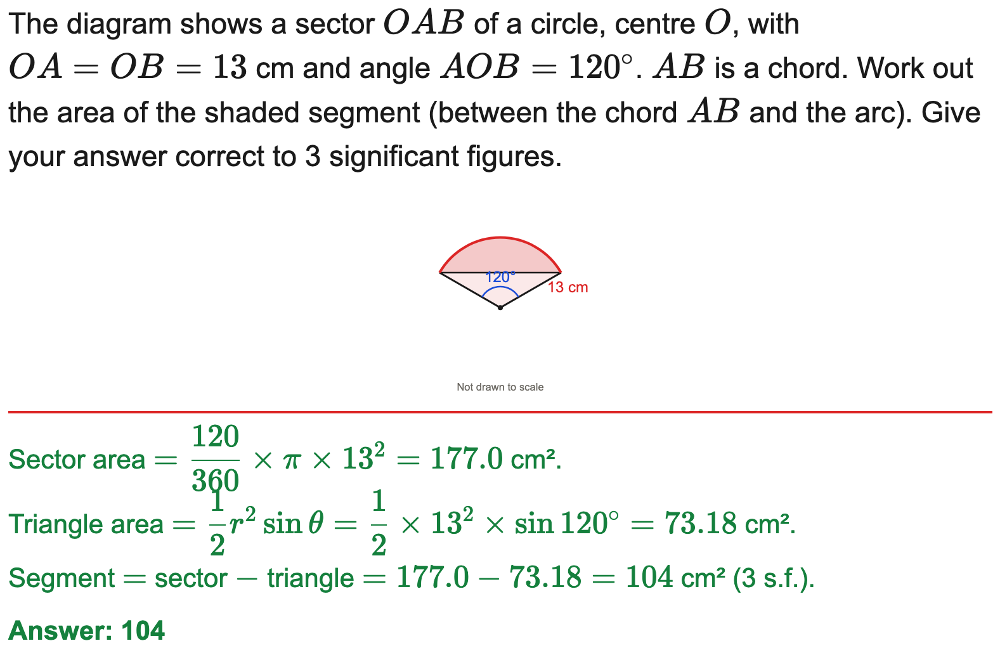 The diagram shows a sector OAB of a circle, centre O, with
OA = OB = 13 cm and angle AOB = 120°. AB is a chord. Work out
the area of the shaded segment (between the chord AB and the arc). Give
your answer correct to 3 significant figures.
120°
13 cm
Not drawn to scale
Sector area = 120/360 × π × 13² = 177.0 cm².
Triangle area = 1/2 r² sin θ = 1/2 × 13² × sin 120° = 73.18 cm².
Segment = sector − triangle = 177.0 − 73.18 = 104 cm² (3 s.f.).
Answer: 104